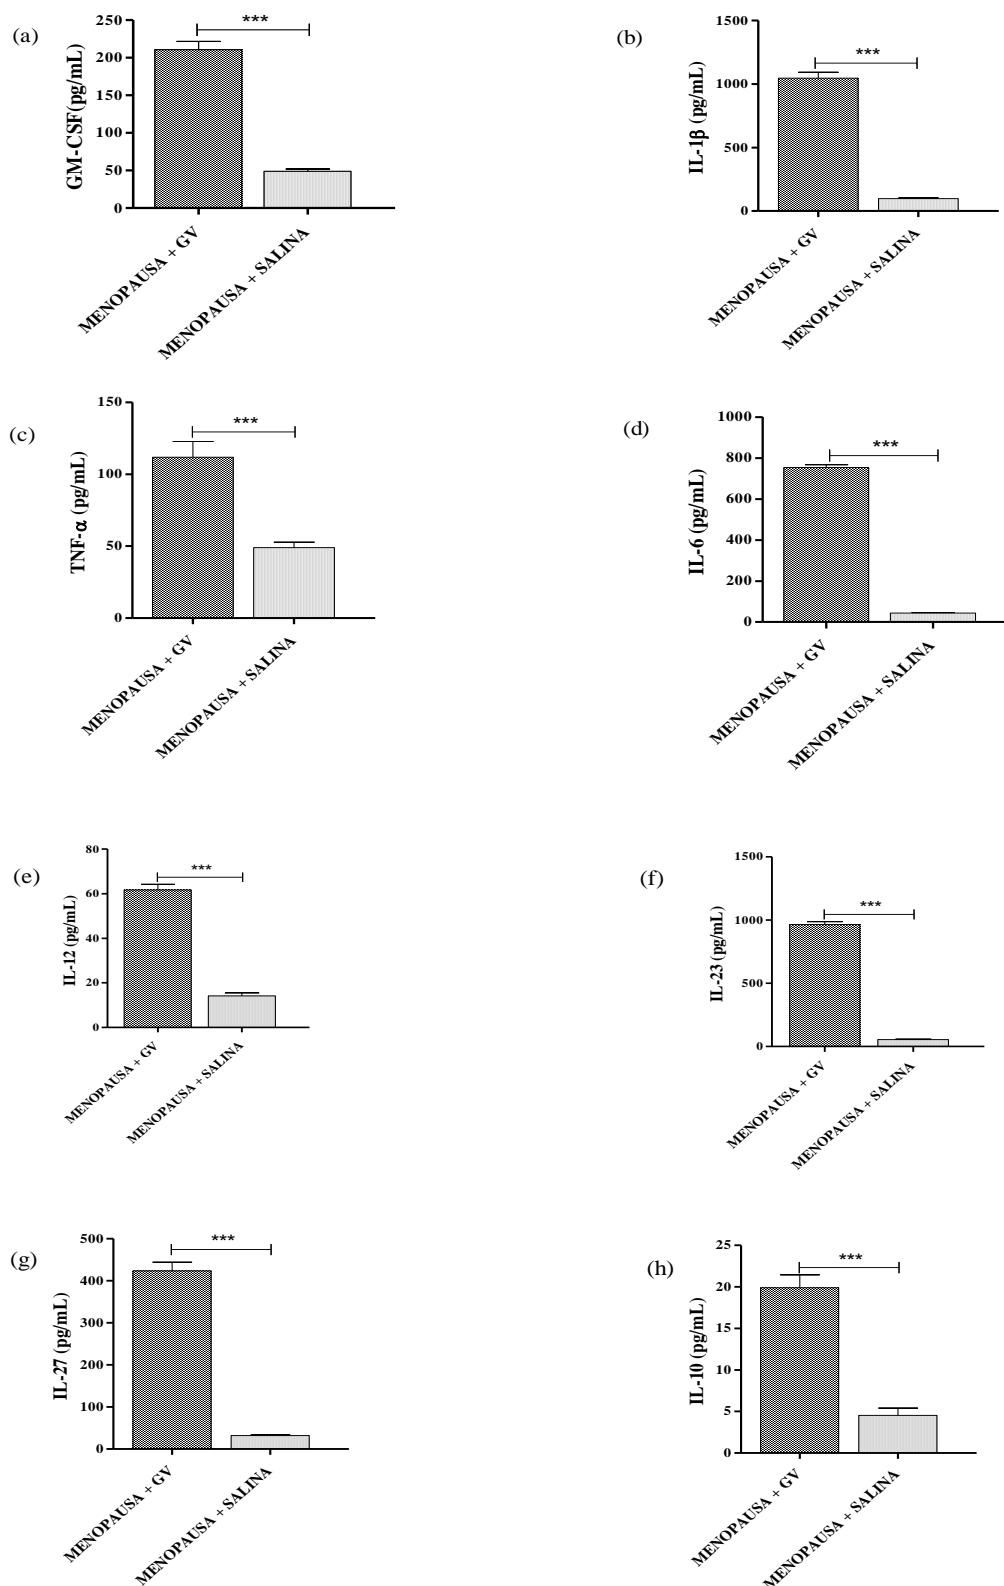 (a)
GM-CSF(pg/mL)
250
200
150
100
50
0
***
MENOPAUSA + GV
MENOPAUSA + SALINA
(b)
IL-1β (pg/mL)
1500
1000
500
0
***
MENOPAUSA + GV
MENOPAUSA + SALINA
(c)
TNF-α (pg/mL)
150
100
50
0
***
MENOPAUSA + GV
MENOPAUSA + SALINA
(d)
IL-6 (pg/mL)
1000
800
600
400
200
0
***
MENOPAUSA + GV
MENOPAUSA + SALINA
(e)
IL-12 (pg/mL)
80
60
40
20
0
***
MENOPAUSA + GV
MENOPAUSA + SALINA
(f)
IL-23 (pg/mL)
1500
1000
500
0
***
MENOPAUSA + GV
MENOPAUSA + SALINA
(g)
IL-27 (pg/mL)
500
400
300
200
100
0
***
MENOPAUSA + GV
MENOPAUSA + SALINA
(h)
IL-10 (pg/mL)
25
20
15
10
5
0
***
MENOPAUSA + GV
MENOPAUSA + SALINA